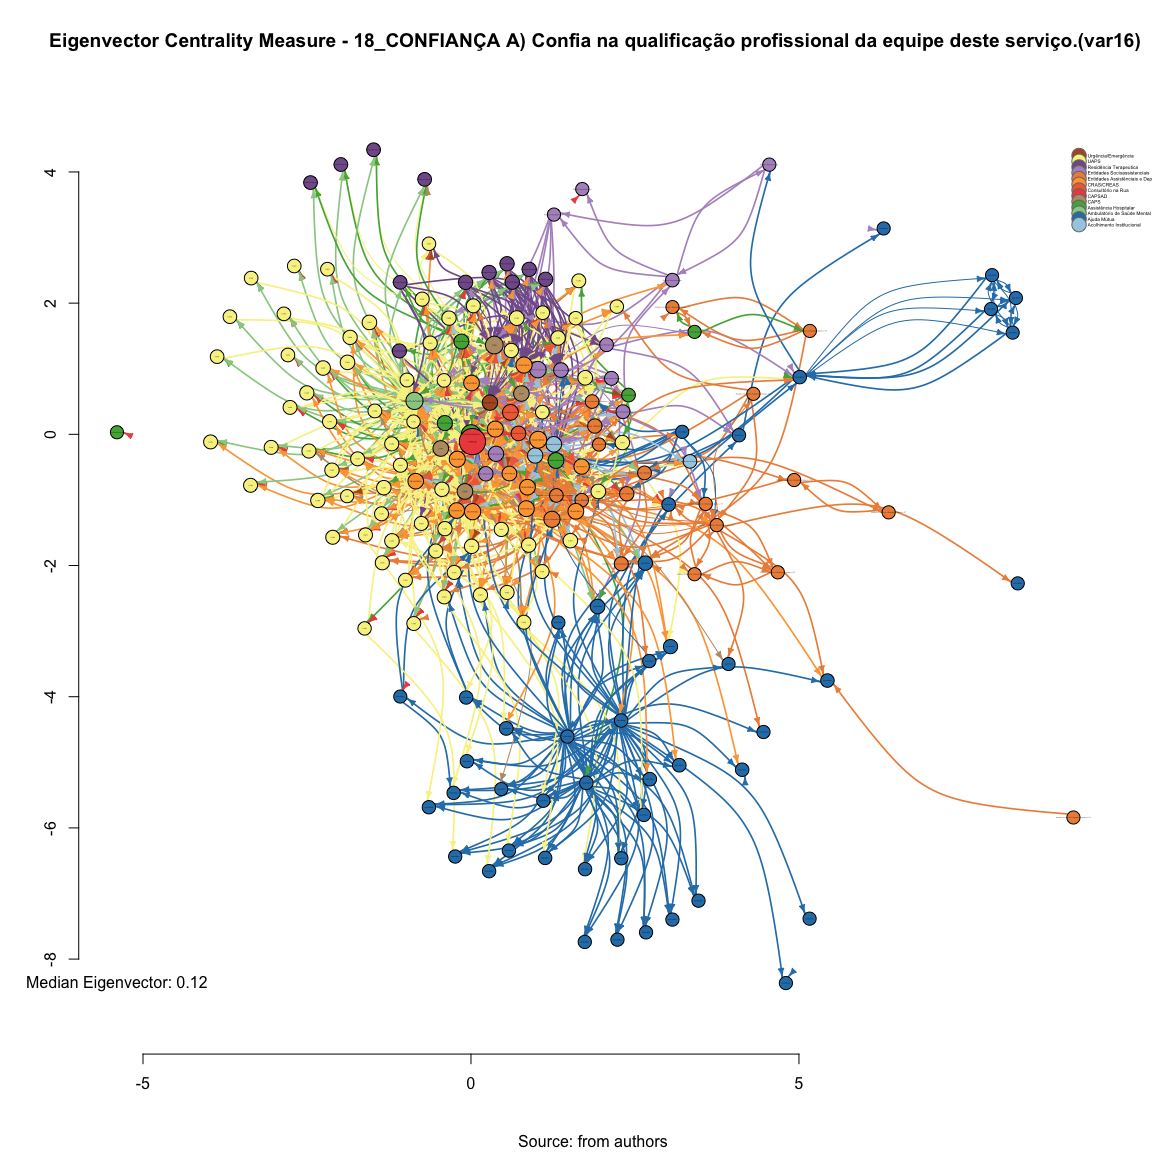 Eigenvector Centrality Measure - 18_CONFIANÇA A) Confia na qualificação profissional da equipe deste serviço.(var16)
Urgência/Emergência
UAPS
Residência Terapeutica
Entidades Socioassistenciais
Entidades Assistênciais e Dep
CRAS/CREAS
Consultório na Rua
CAPSAD
CAPS
Assistência Hospitalar
Ambulatório de Saúde Mental
Ajuda Mútua
Acolhimento Institucional
4
2
0
-2
-4
-6
-8
Median Eigenvector: 0.12
-5 0 5
Source: from authors